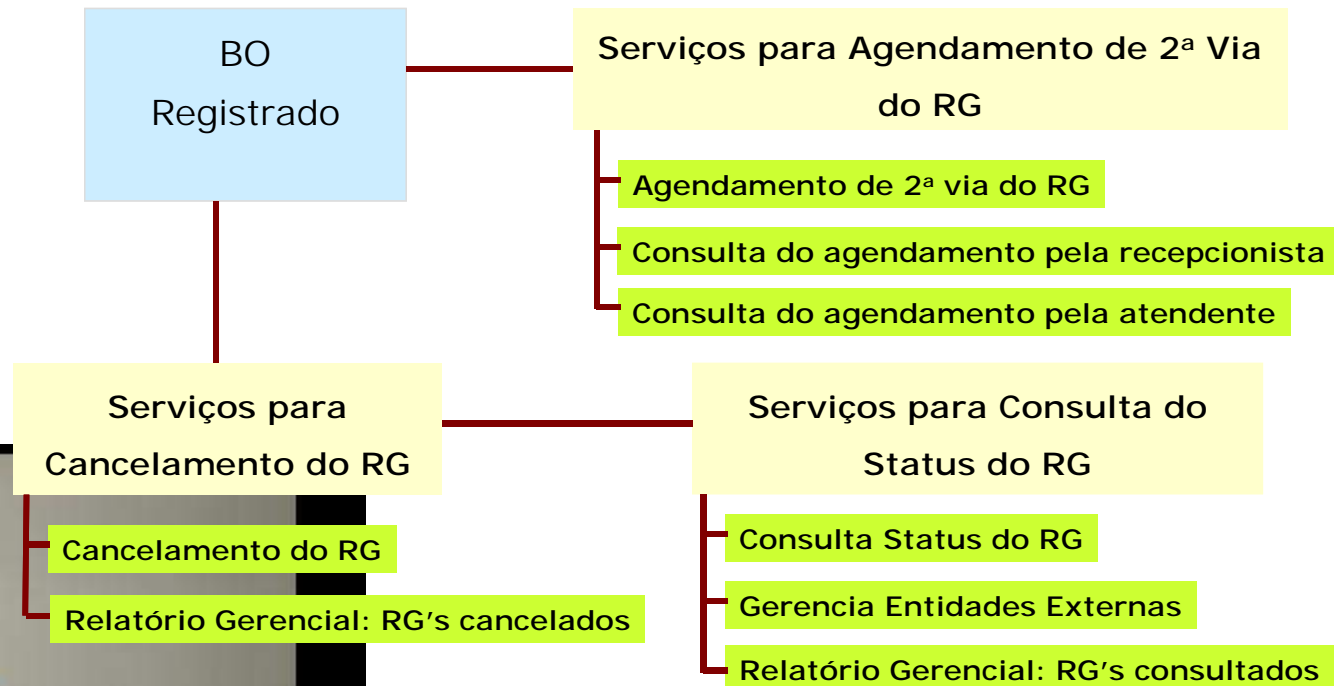 BO
Registrado
Serviços para Agendamento de 2ª Via
do RG
Agendamento de 2ª via do RG
Consulta do agendamento pela recepcionista
Consulta do agendamento pela atendente
Serviços para
Cancelamento do RG
Cancelamento do RG
Relatório Gerencial: RG's cancelados
Serviços para Consulta do
Status do RG
Consulta Status do RG
Gerencia Entidades Externas
Relatório Gerencial: RG's consultados